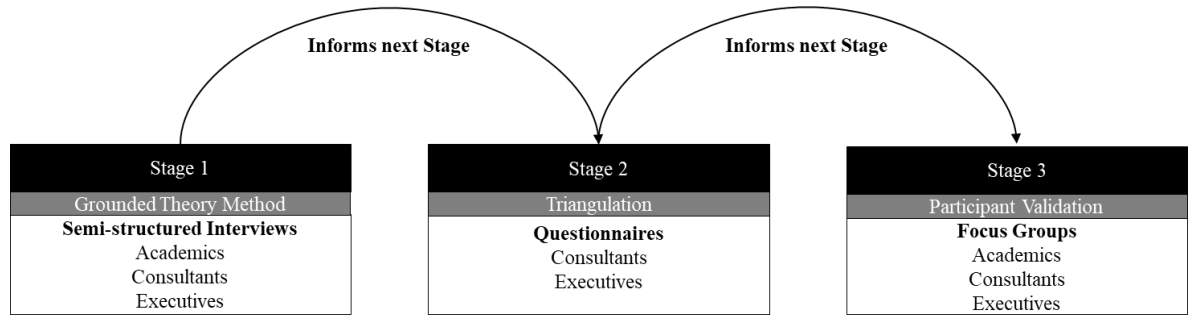 Informs next Stage
Informs next Stage
Stage 1
Grounded Theory Method
Semi-structured Interviews
Academics
Consultants
Executives
Stage 2
Triangulation
Questionnaires
Consultants
Executives
Stage 3
Participant Validation
Focus Groups
Academics
Consultants
Executives